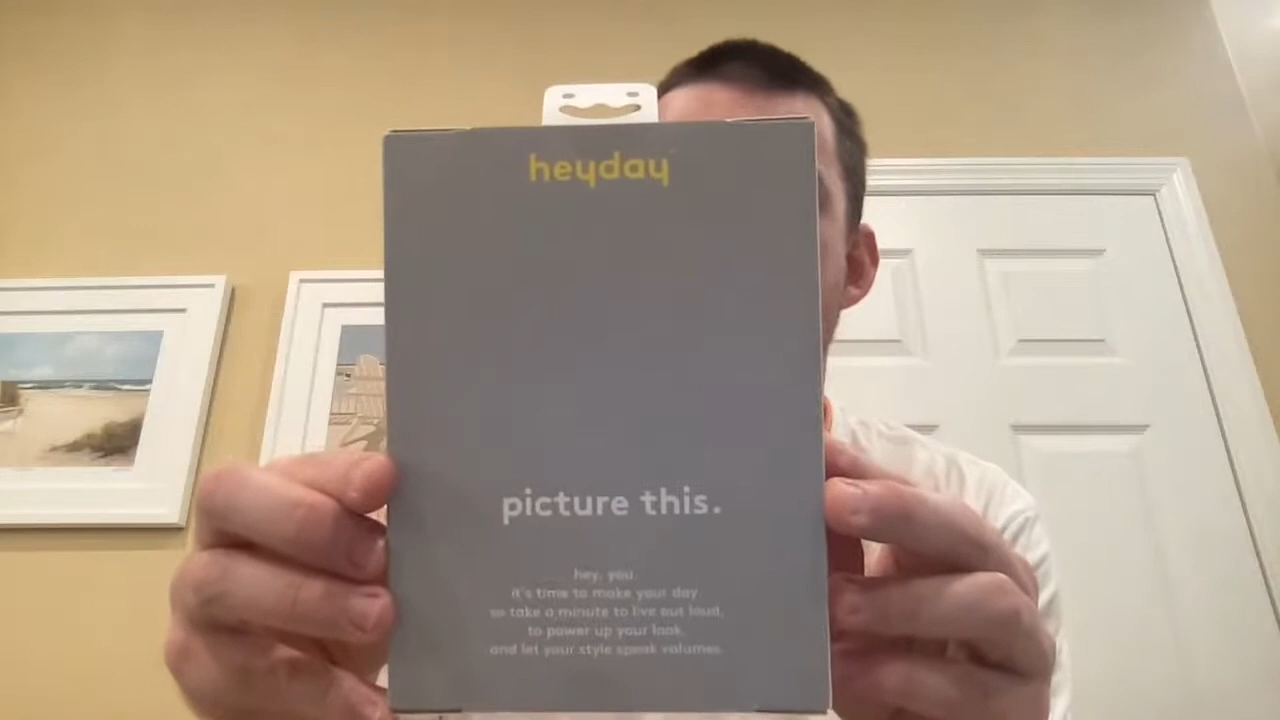 heyday
picture this.
hey, you.
it's time to make your day
so take a minute to live out loud,
to power up your look,
and let your style speak volumes.